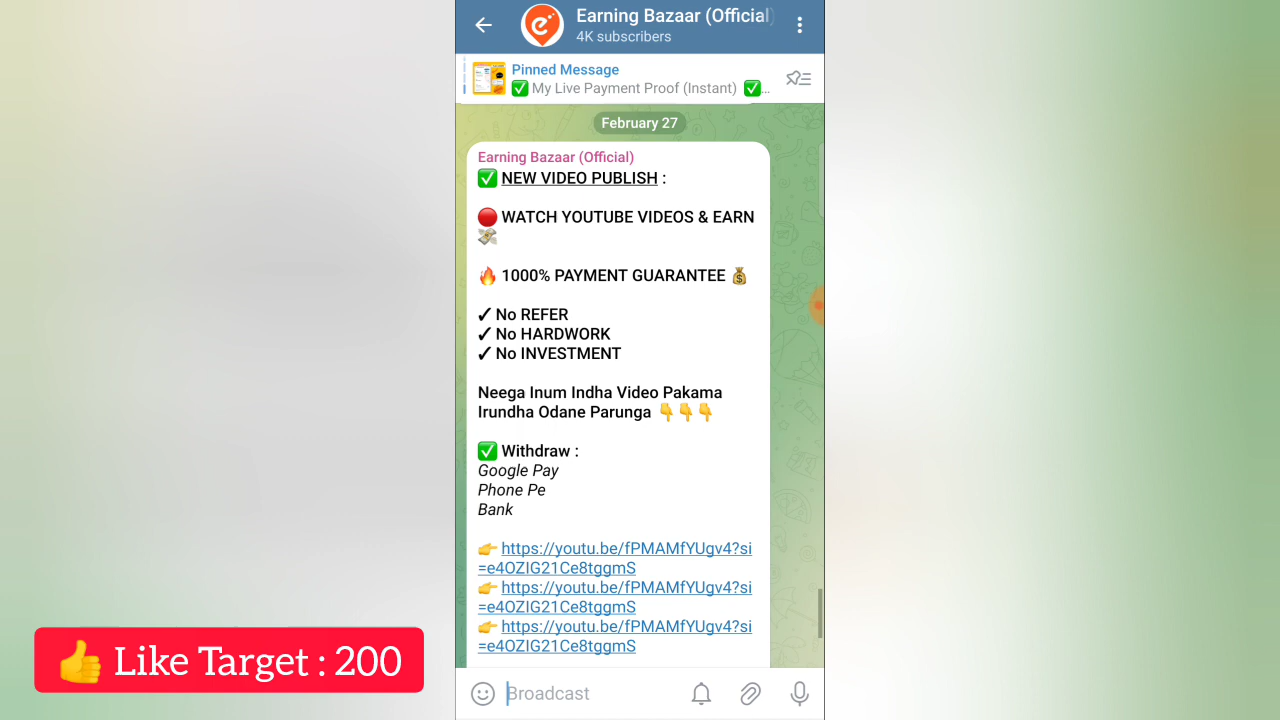 Earning Bazaar (Official)
4K subscribers
Pinned Message
✅ My Live Payment Proof (Instant) ✅...
February 27
Earning Bazaar (Official)
✅ NEW VIDEO PUBLISH :
🔴 WATCH YOUTUBE VIDEOS & EARN
💸
🔥 1000% PAYMENT GUARANTEE 💰
✓ No REFER
✓ No HARDWORK
✓ No INVESTMENT
Neega Inum Indha Video Pakama
Irundha Odane Parunga 👇👇👇
✅ Withdraw :
Google Pay
Phone Pe
Bank
👉 https://youtu.be/fPMAMfYUgv4?si
=e4OZIG21Ce8tggmS
👉 https://youtu.be/fPMAMfYUgv4?si
=e4OZIG21Ce8tggmS
👉 https://youtu.be/fPMAMfYUgv4?si
=e4OZIG21Ce8tggmS
Broadcast
👍 Like Target : 200